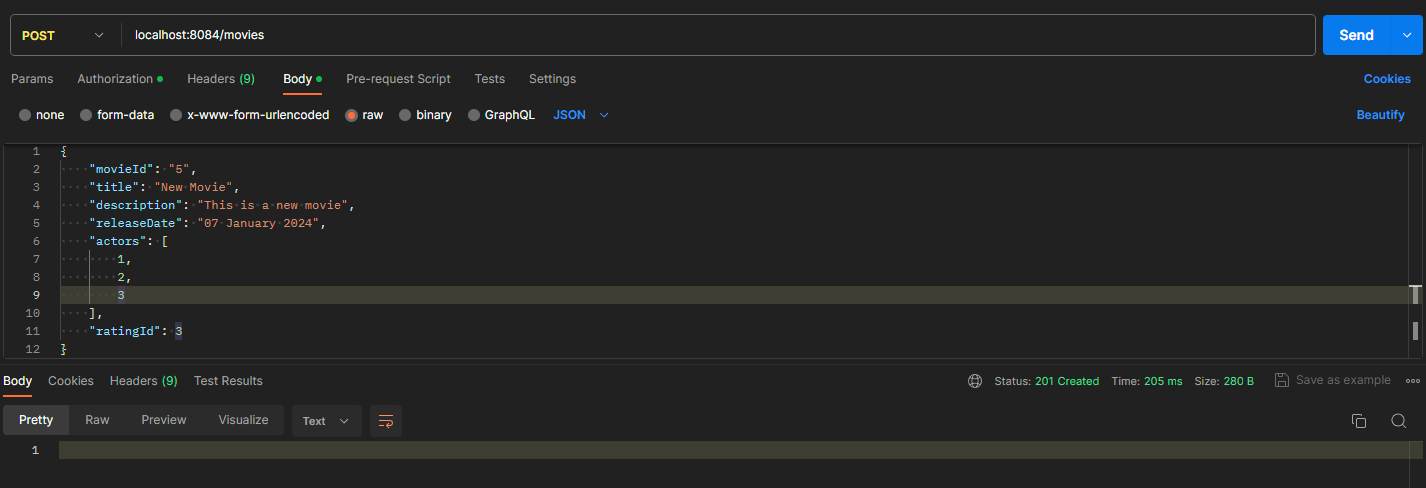 POST localhost:8084/movies Send
Params Authorization Headers (9) Body Pre-request Script Tests Settings Cookies
none form-data x-www-form-urlencoded raw binary GraphQL JSON Beautify
1 {
2 "movieId": "5",
3 "title": "New Movie",
4 "description": "This is a new movie",
5 "releaseDate": "07 January 2024",
6 "actors": [
7 1,
8 2,
9 3
10 ],
11 "ratingId": 3
12 }
Body Cookies Headers (9) Test Results Status: 201 Created Time: 205 ms Size: 280 B Save as example
Pretty Raw Preview Visualize Text
1